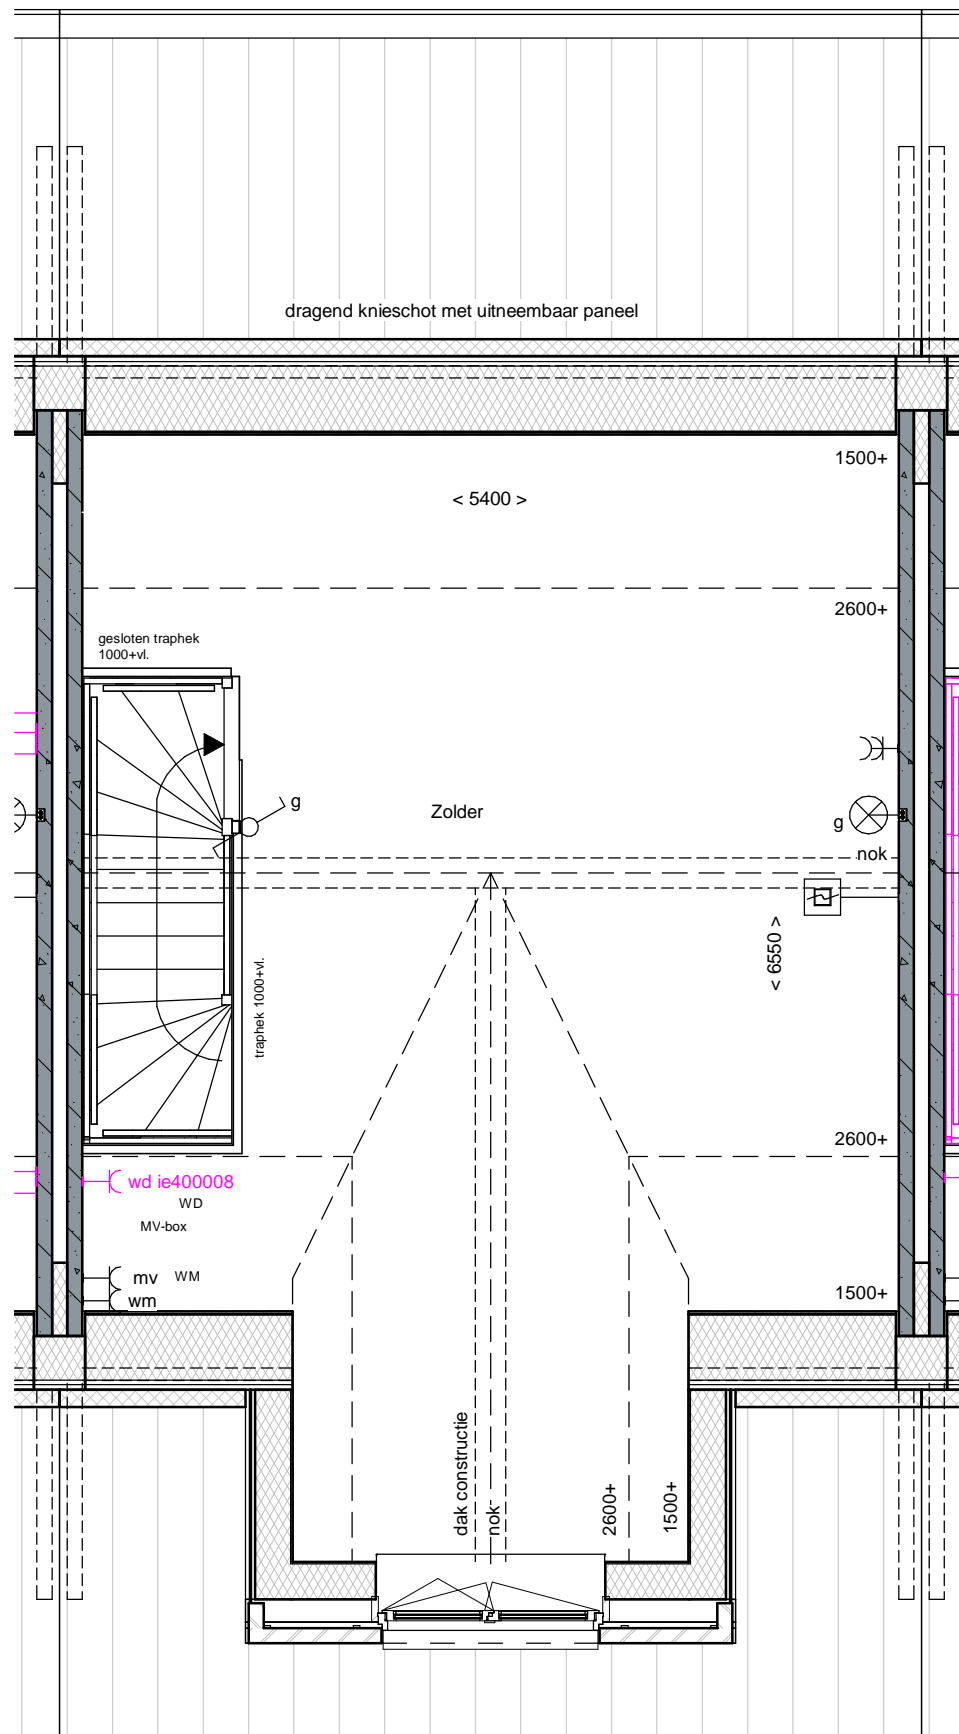 dragend knieschot met uitneembaar paneel
1500+
< 5400 >
2600+
gesloten traphek
1000+vl.
g
Zolder
g
nok
< 6550 >
traphek 1000+vl.
2600+
wd ie400008
WD
MV-box
mv WM
wm
1500+
dak constructie
nok
2600+
1500+